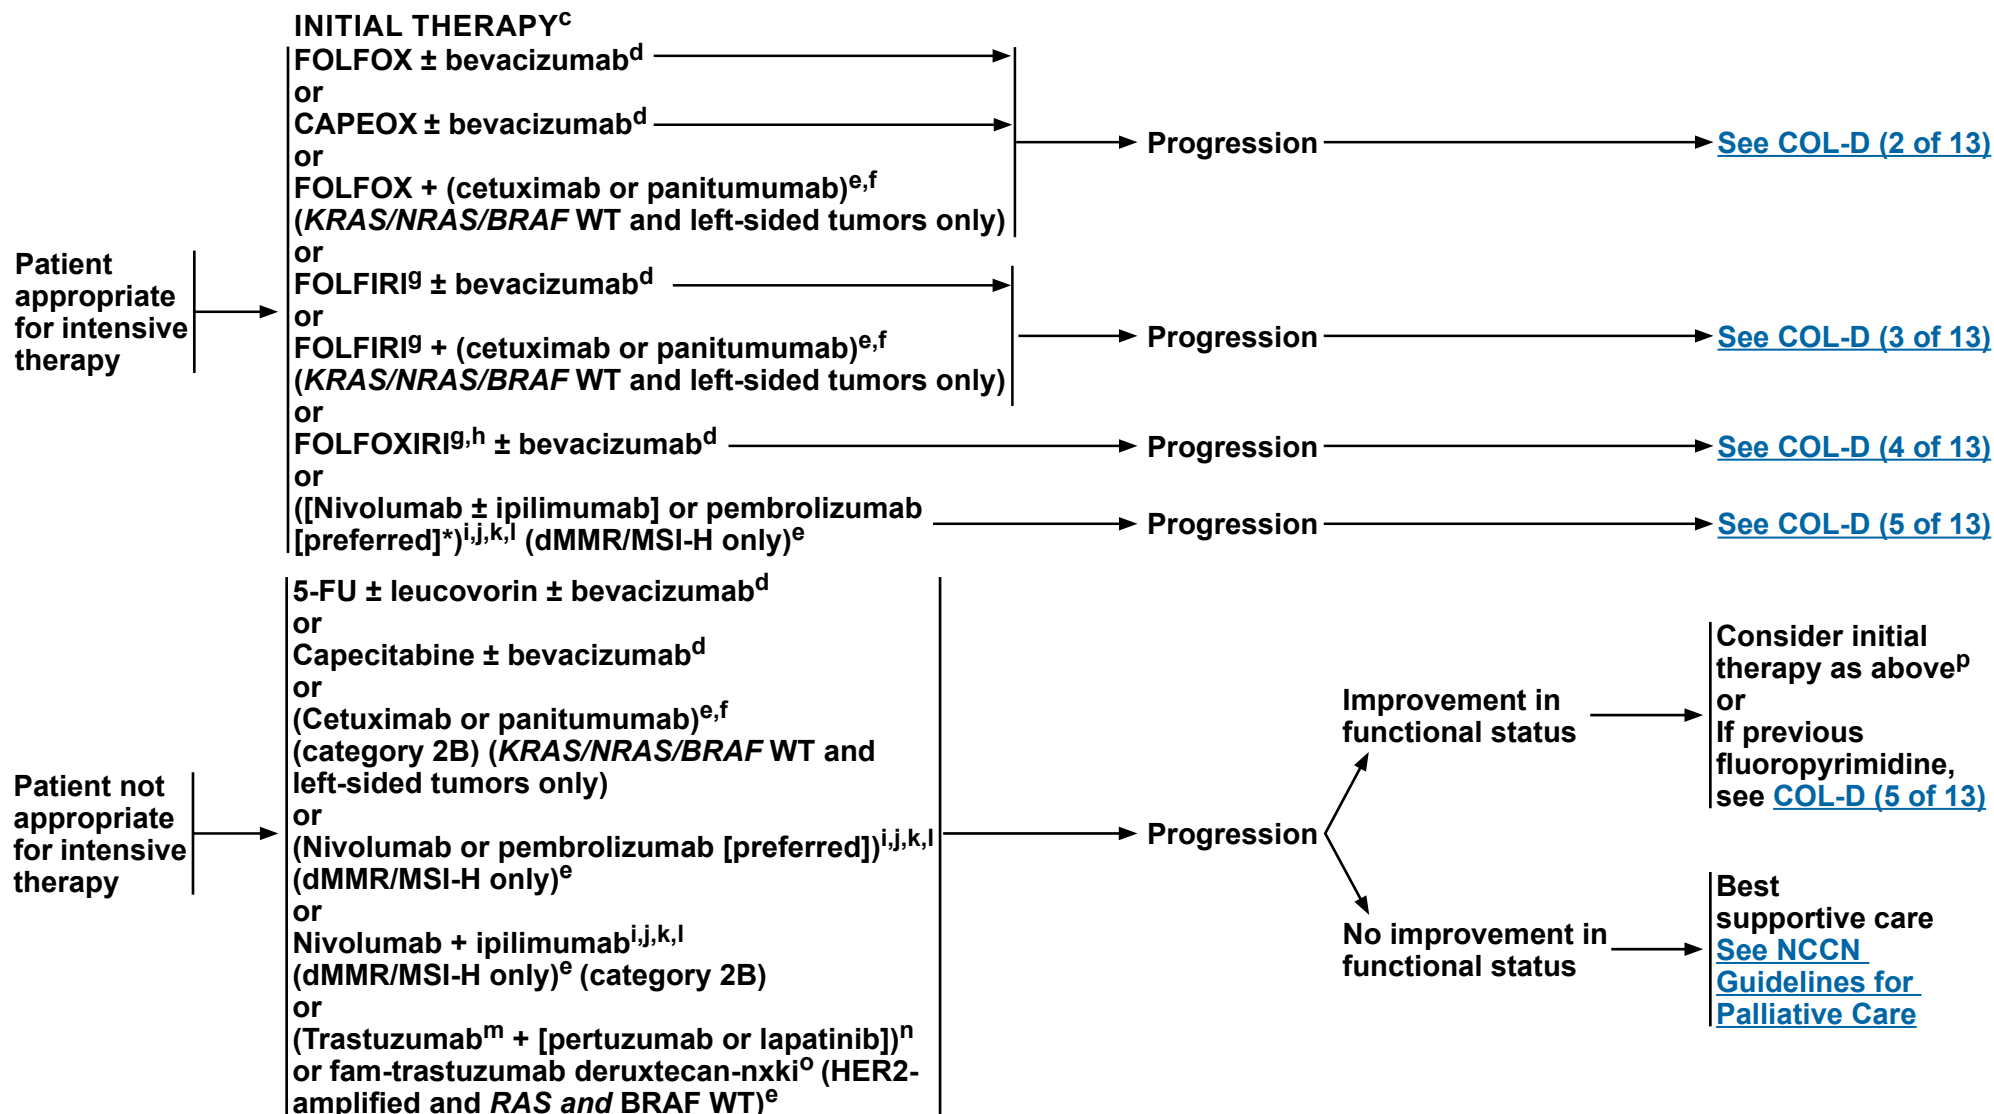 INITIAL THERAPYc
FOLFOX ± bevacizumabd
or
CAPEOX ± bevacizumabd
or
FOLFOX + (cetuximab or panitumumab)e,f
(KRAS/NRAS/BRAF WT and left-sided tumors only)
or
FOLFIRIg ± bevacizumabd
or
FOLFIRIg + (cetuximab or panitumumab)e,f
(KRAS/NRAS/BRAF WT and left-sided tumors only)
or
FOLFOXIRIg,h ± bevacizumabd
or
([Nivolumab ± ipilimumab] or pembrolizumab
[preferred]*)i,j,k,l (dMMR/MSI-H only)e
Patient
appropriate
for intensive
therapy
Progression
See COL-D (2 of 13)
Progression
See COL-D (3 of 13)
Progression
See COL-D (4 of 13)
Progression
See COL-D (5 of 13)
Patient not
appropriate
for intensive
therapy
5-FU ± leucovorin ± bevacizumabd
or
Capecitabine ± bevacizumabd
or
(Cetuximab or panitumumab)e,f
(category 2B) (KRAS/NRAS/BRAF WT and
left-sided tumors only)
or
(Nivolumab or pembrolizumab [preferred])i,j,k,l
(dMMR/MSI-H only)e
or
Nivolumab + ipilimumabi,j,k,l
(dMMR/MSI-H only)e (category 2B)
or
(Trastuzumabm + [pertuzumab or lapatinib])n
or fam-trastuzumab deruxtecan-nxkio (HER2-
amplified and RAS and BRAF WT)e
Progression
Improvement in
functional status
Consider initial
therapy as abovep
or
If previous
fluoropyrimidine,
see COL-D (5 of 13)
No improvement in
functional status
Best
supportive care
See NCCN
Guidelines for
Palliative Care